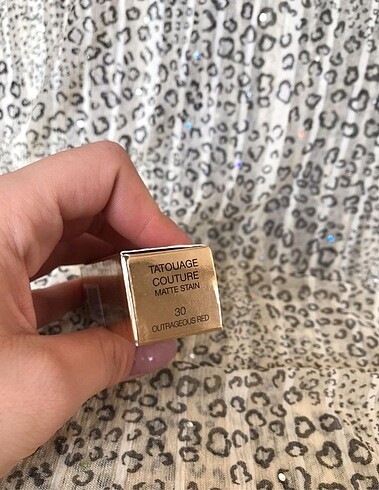 TATOUAGE
COUTURE
MATTE STAIN
30
OUTRAGEOUS RED